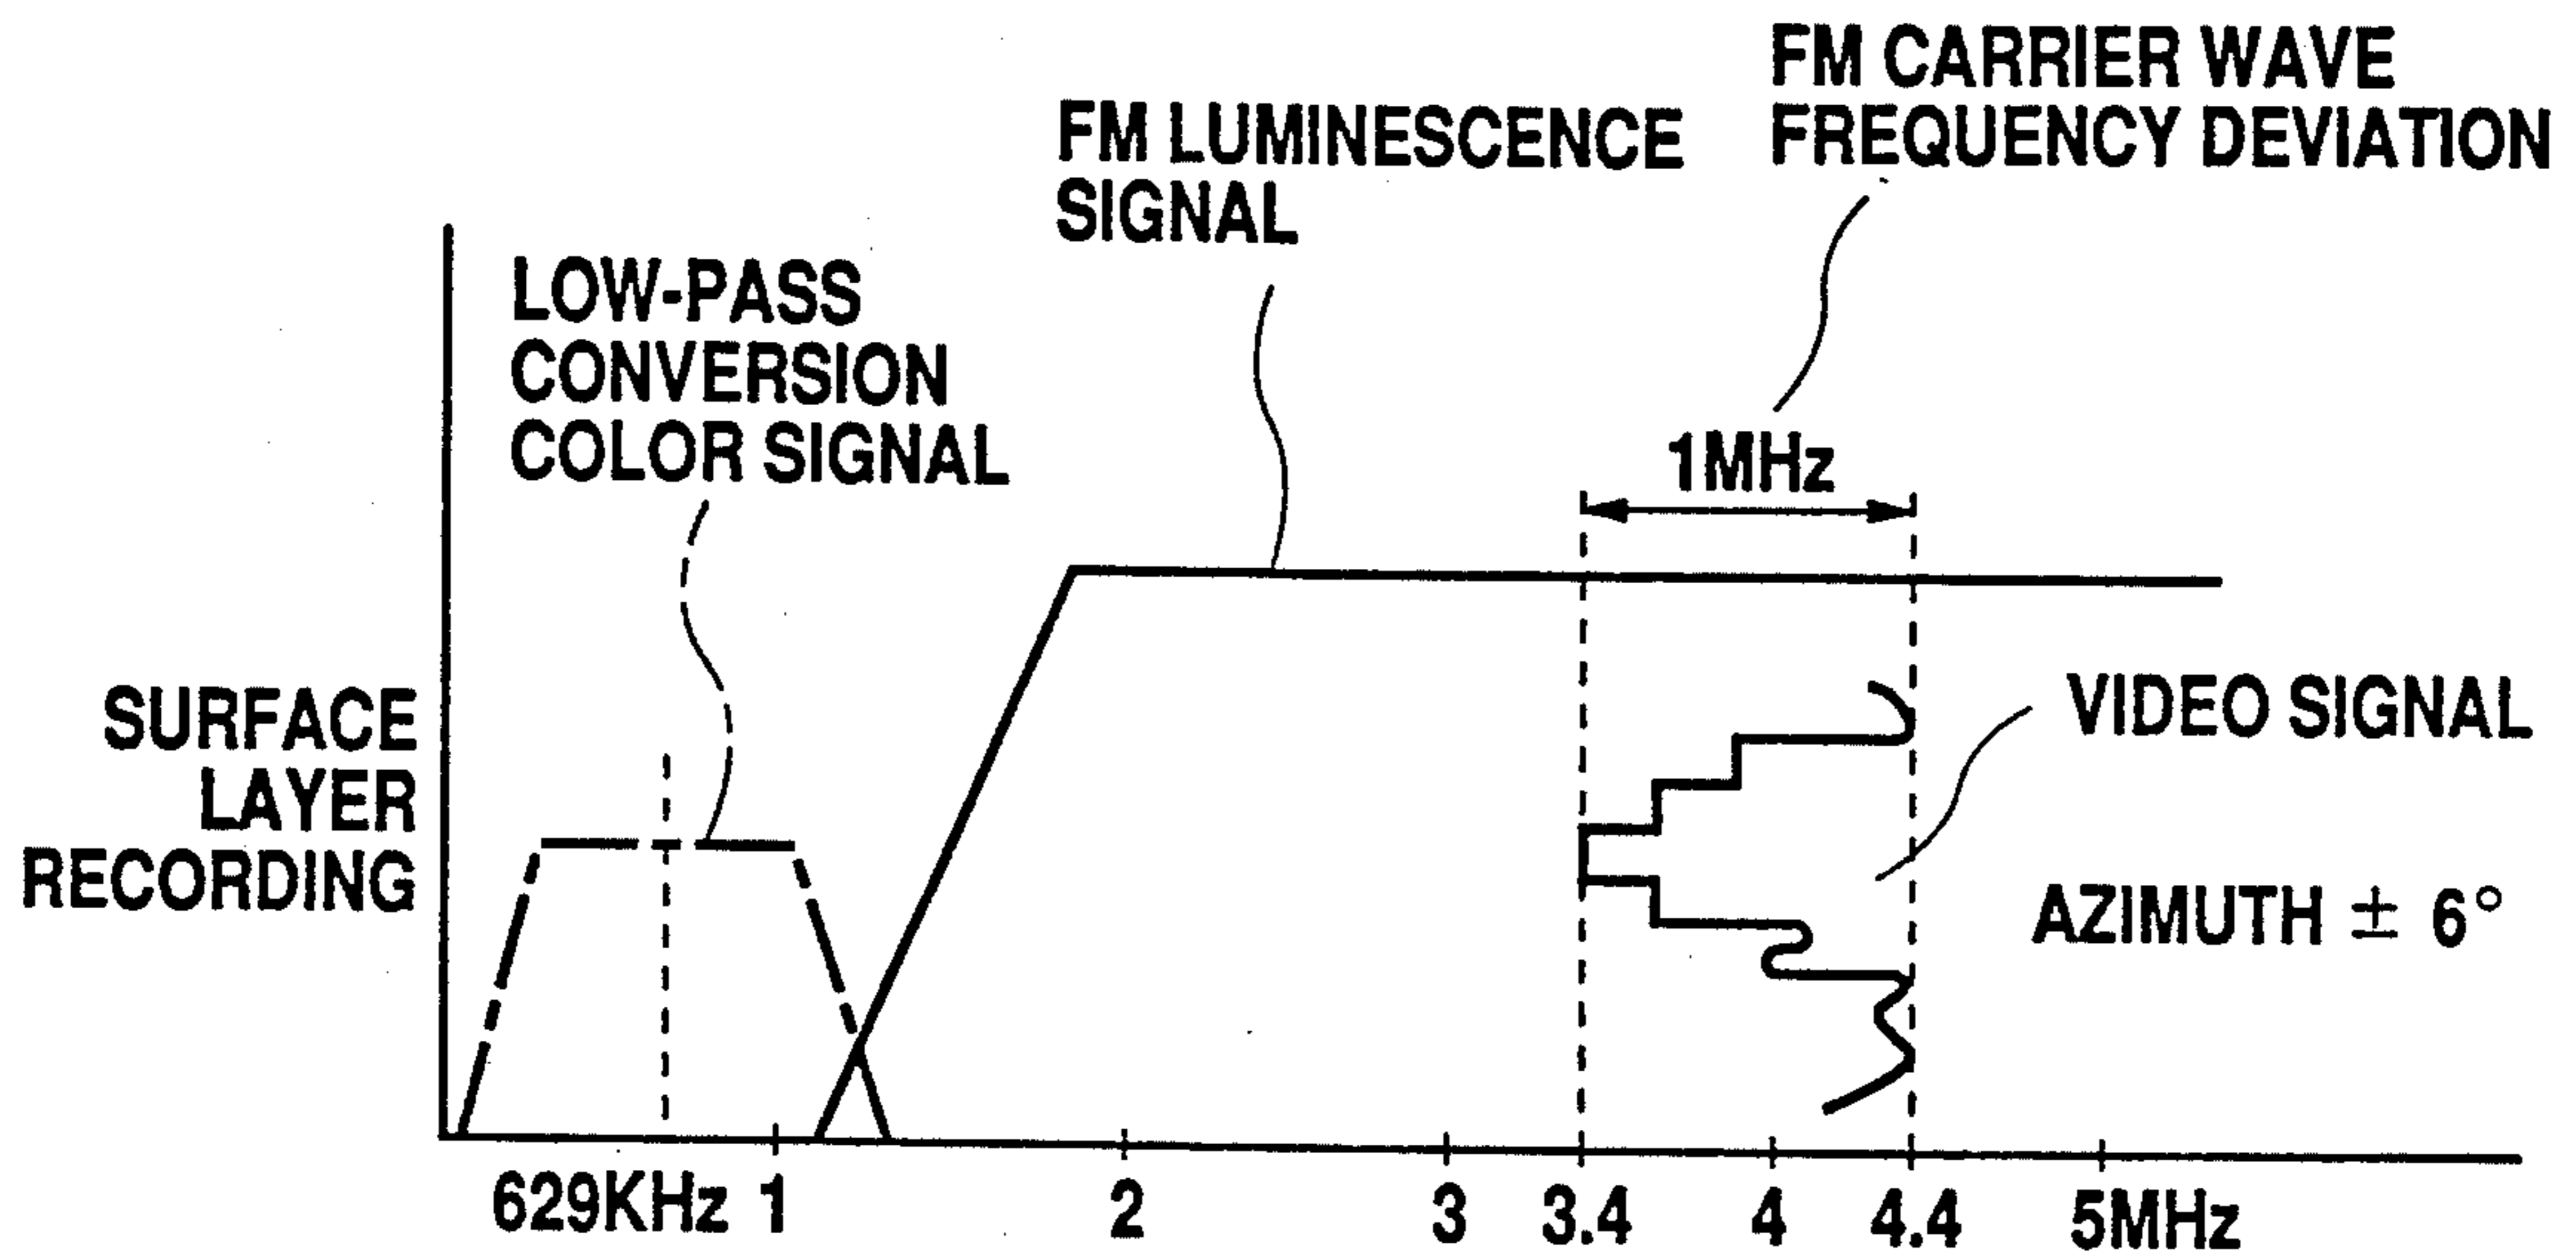 FM CARRIER WAVE
FREQUENCY DEVIATION
FM LUMINESCENCE
SIGNAL
LOW-PASS
CONVERSION
COLOR SIGNAL
1MHz
SURFACE
LAYER
RECORDING
VIDEO SIGNAL
AZIMUTH ± 6°
629KHz 1 2 3 3.4 4 4.4 5MHz